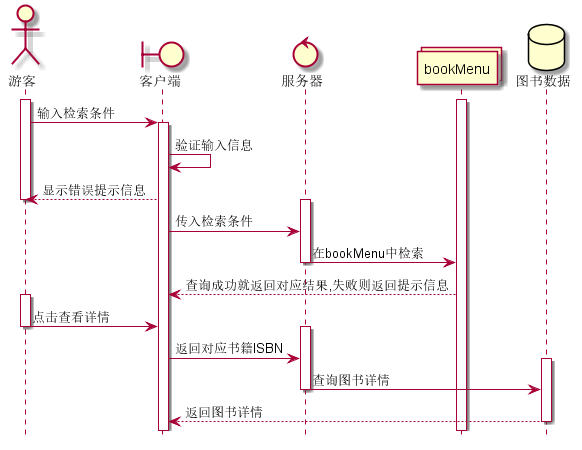 游客
客户端
服务器
bookMenu
图书数据
输入检索条件
验证输入信息
显示错误提示信息
传入检索条件
在bookMenu中检索
查询成功就返回对应结果,失败则返回提示信息
点击查看详情
返回对应书籍ISBN
查询图书详情
返回图书详情